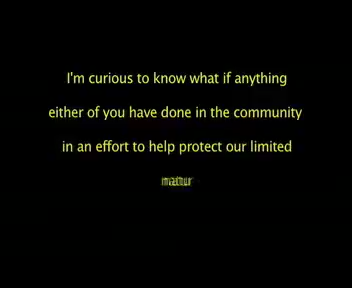 I'm curious to know what if anything
either of you have done in the community
in an effort to help protect our limited